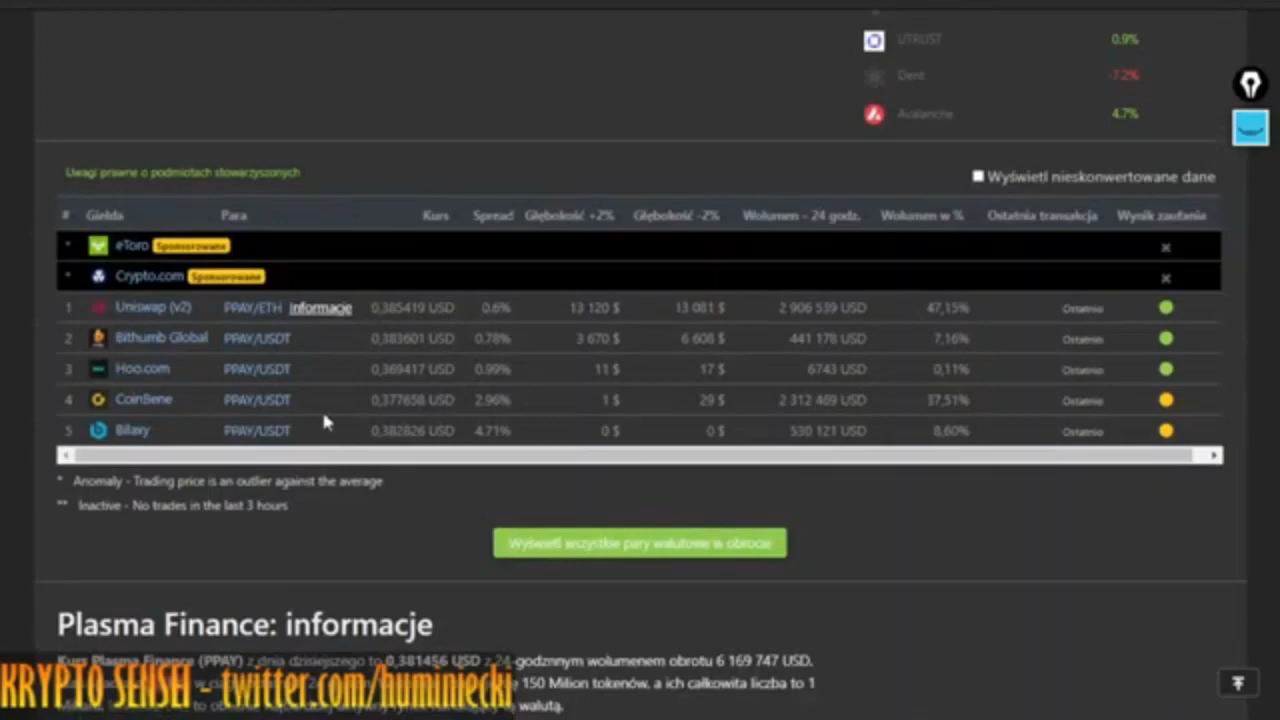 UTRUST 0.9%
Dent -7.2%
Avalanche 4.7%
Uwagi prawne o podmiotach stowarzyszonych
Wyświetl nieskonwertowane dane
# Giełda Para Kurs Spread Głębokość +2% Głębokość -2% Wolumen - 24 godz. Wolumen w % Ostatnia transakcja Wynik zaufania
* eToro Sponsorowane ×
* Crypto.com Sponsorowane ×
1 Uniswap (v2) PPAY/ETH Informacje 0,385419 USD 0.6% 13 120 $ 13 081 $ 2 906 539 USD 47,15% Ostatnio
2 Bithumb Global PPAY/USDT 0,383601 USD 0.78% 3 670 $ 6 608 $ 441 178 USD 7,16% Ostatnio
3 Hoo.com PPAY/USDT 0,369417 USD 0.99% 11 $ 17 $ 6743 USD 0,11% Ostatnio
4 CoinBene PPAY/USDT 0,377658 USD 2.96% 1 $ 29 $ 2 312 469 USD 37,51% Ostatnio
5 Bilaxy PPAY/USDT 0,382826 USD 4.71% 0 $ 0 $ 530 121 USD 8,60% Ostatnio
* Anomaly - Trading price is an outlier against the average
** Inactive - No trades in the last 3 hours
Wyświetl wszystkie pary walutowe w obrocie
Plasma Finance: informacje
Kurs Plasma Finance (PPAY) z dnia dzisiejszego to 0,381456 USD z 24-godzinnym wolumenem obrotu 6 169 747 USD.
150 Milion tokenów, a ich całkowita liczba to 1
walutą.
KRYPTO SENSEI - twitter.com/huminiecki